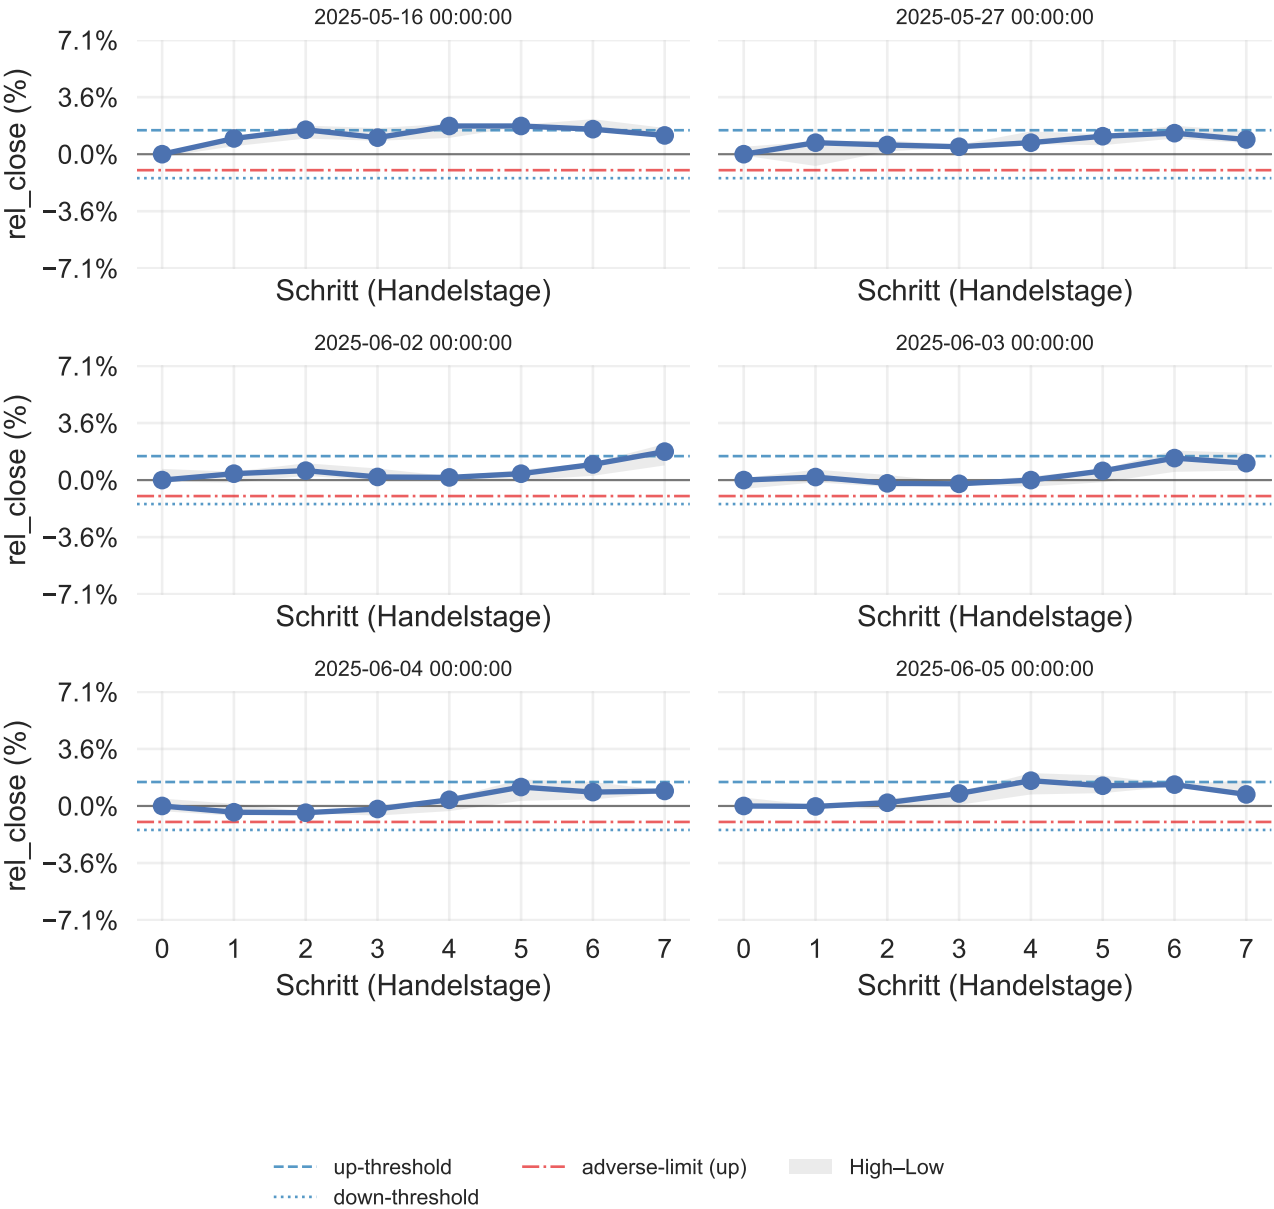 2025-05-16 00:00:00
2025-05-27 00:00:00
7.1%
3.6%
0.0%
−3.6%
−7.1%
rel_close (%)
Schritt (Handelstage)
Schritt (Handelstage)
2025-06-02 00:00:00
2025-06-03 00:00:00
7.1%
3.6%
0.0%
−3.6%
−7.1%
rel_close (%)
Schritt (Handelstage)
Schritt (Handelstage)
2025-06-04 00:00:00
2025-06-05 00:00:00
7.1%
3.6%
0.0%
−3.6%
−7.1%
rel_close (%)
0 1 2 3 4 5 6 7
0 1 2 3 4 5 6 7
Schritt (Handelstage)
Schritt (Handelstage)
up-threshold
down-threshold
adverse-limit (up)
High–Low